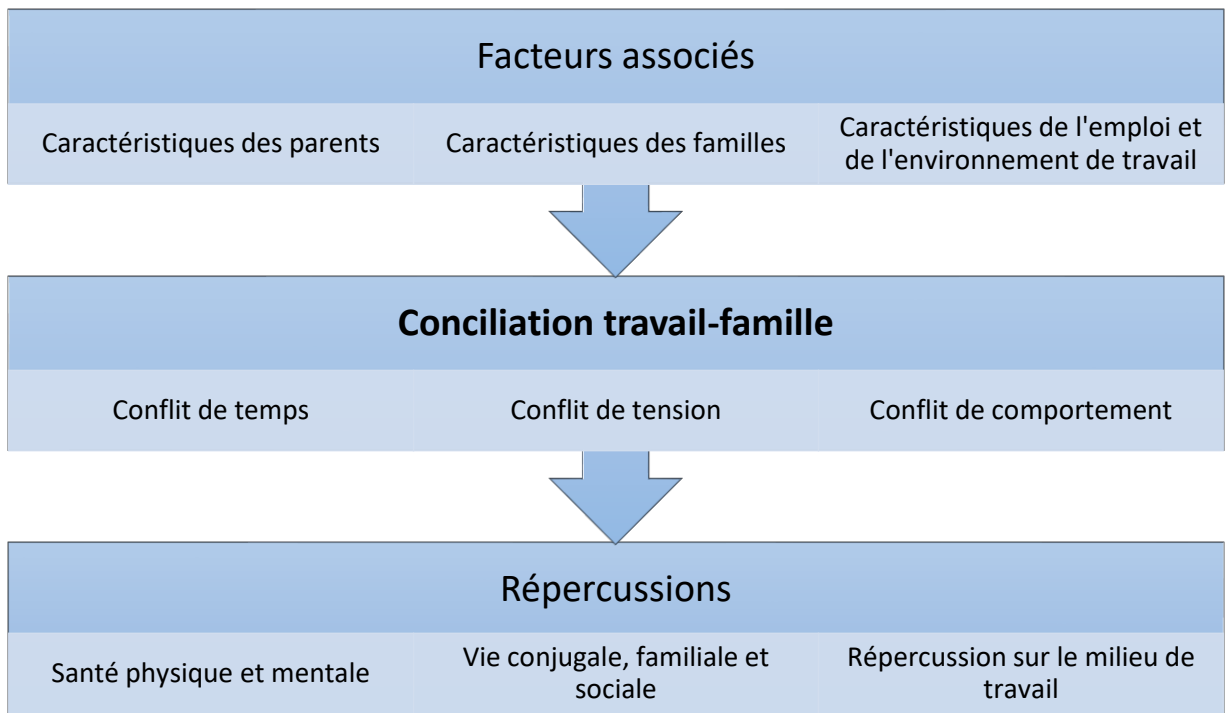 Facteurs associés
Caractéristiques des parents
Caractéristiques des familles
Caractéristiques de l'emploi et
de l'environnement de travail
Conciliation travail-famille
Conflit de temps
Conflit de tension
Conflit de comportement
Répercussions
Santé physique et mentale
Vie conjugale, familiale et
sociale
Répercussion sur le milieu de
travail